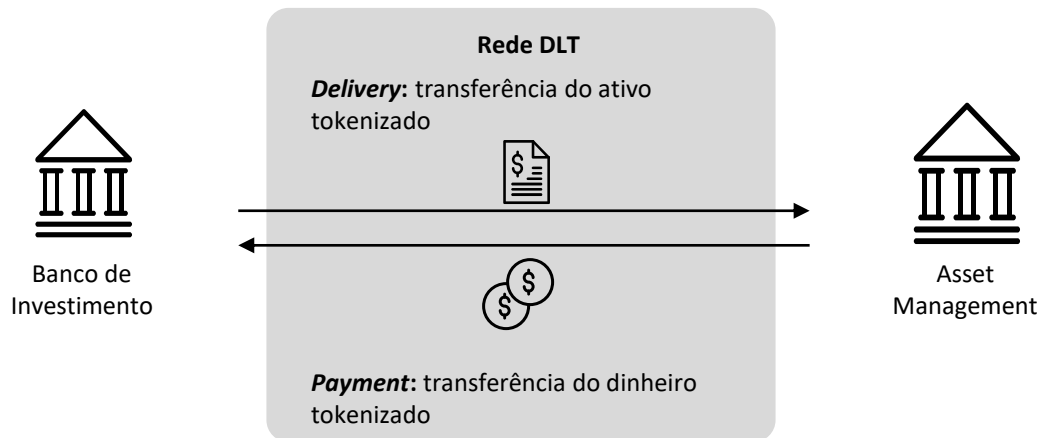 Rede DLT
Delivery: transferência do ativo
tokenizado
$
Banco de
Investimento
Asset
Management
$
$
Payment: transferência do dinheiro
tokenizado